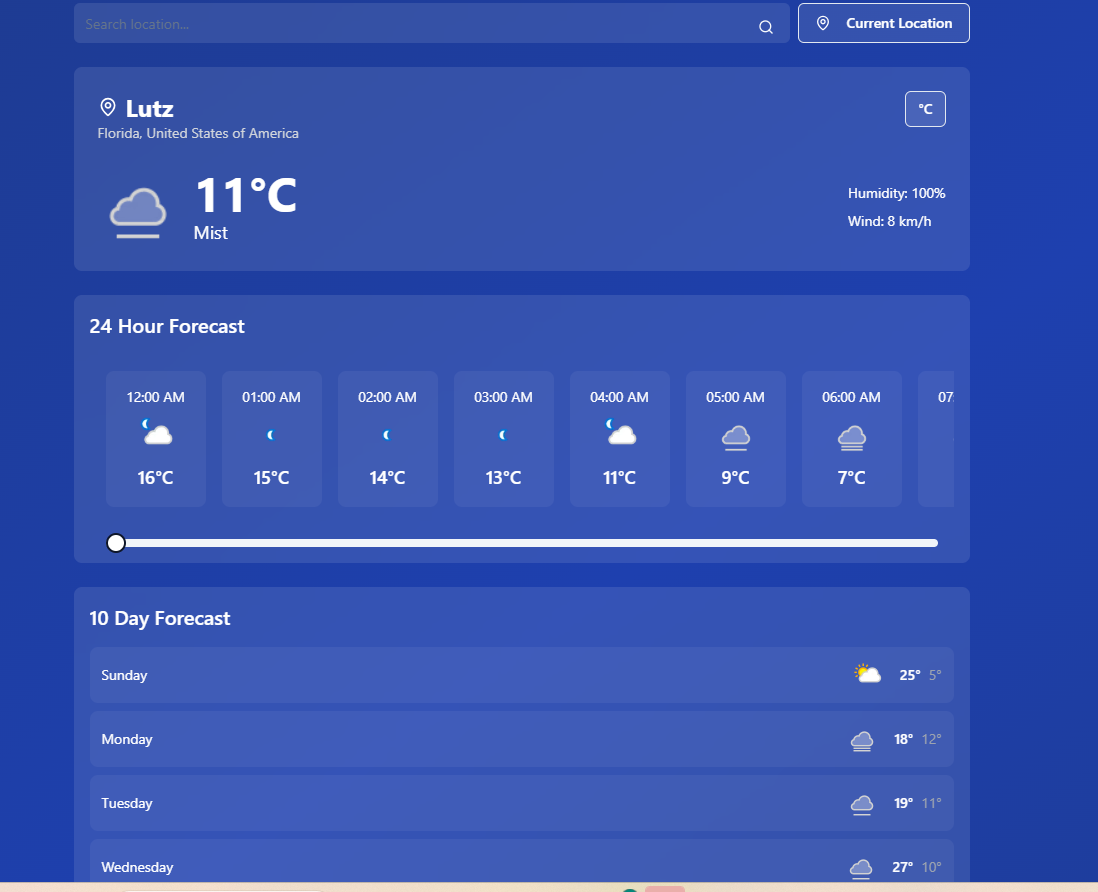 Search location...
Current Location
Lutz
°C
Florida, United States of America
11°C
Mist
Humidity: 100%
Wind: 8 km/h
24 Hour Forecast
12:00 AM 01:00 AM 02:00 AM 03:00 AM 04:00 AM 05:00 AM 06:00 AM 07:
16°C 15°C 14°C 13°C 11°C 9°C 7°C
10 Day Forecast
Sunday 25° 5°
Monday 18° 12°
Tuesday 19° 11°
Wednesday 27° 10°